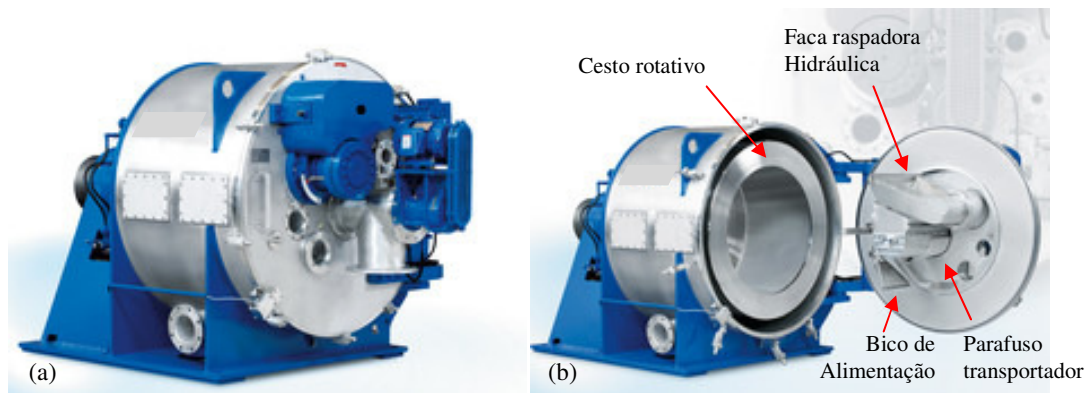 Faca raspadora
Hidráulica
Cesto rotativo
Bico de
Alimentação
Parafuso
transportador
(a)
(b)